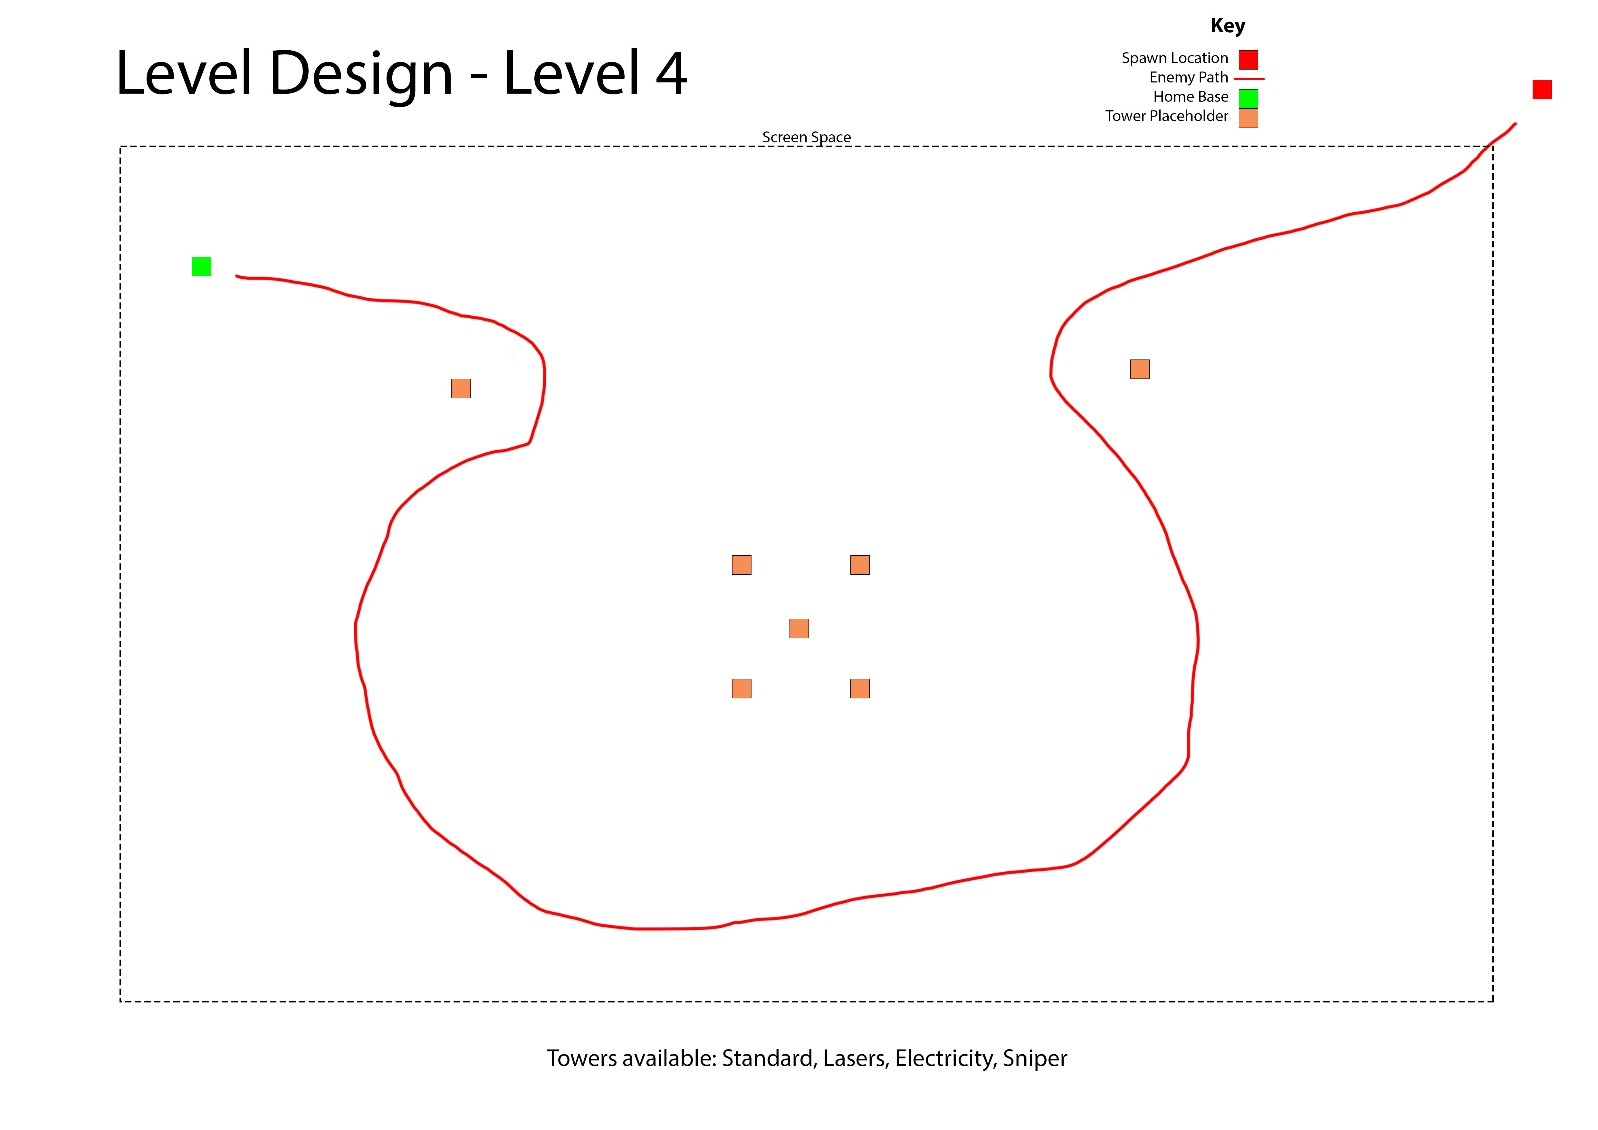 Level Design - Level 4
Key
Spawn Location
Enemy Path
Home Base
Tower Placeholder
Screen Space
Towers available: Standard, Lasers, Electricity, Sniper